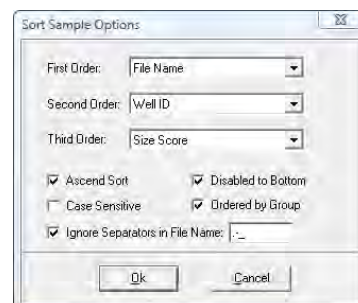 Sort Sample Options
First Order: File Name
Second Order: Well ID
Third Order: Size Score
Ascend Sort Disabled to Bottom
Case Sensitive Ordered by Group
Ignore Separators in File Name: .-_
Ok Cancel